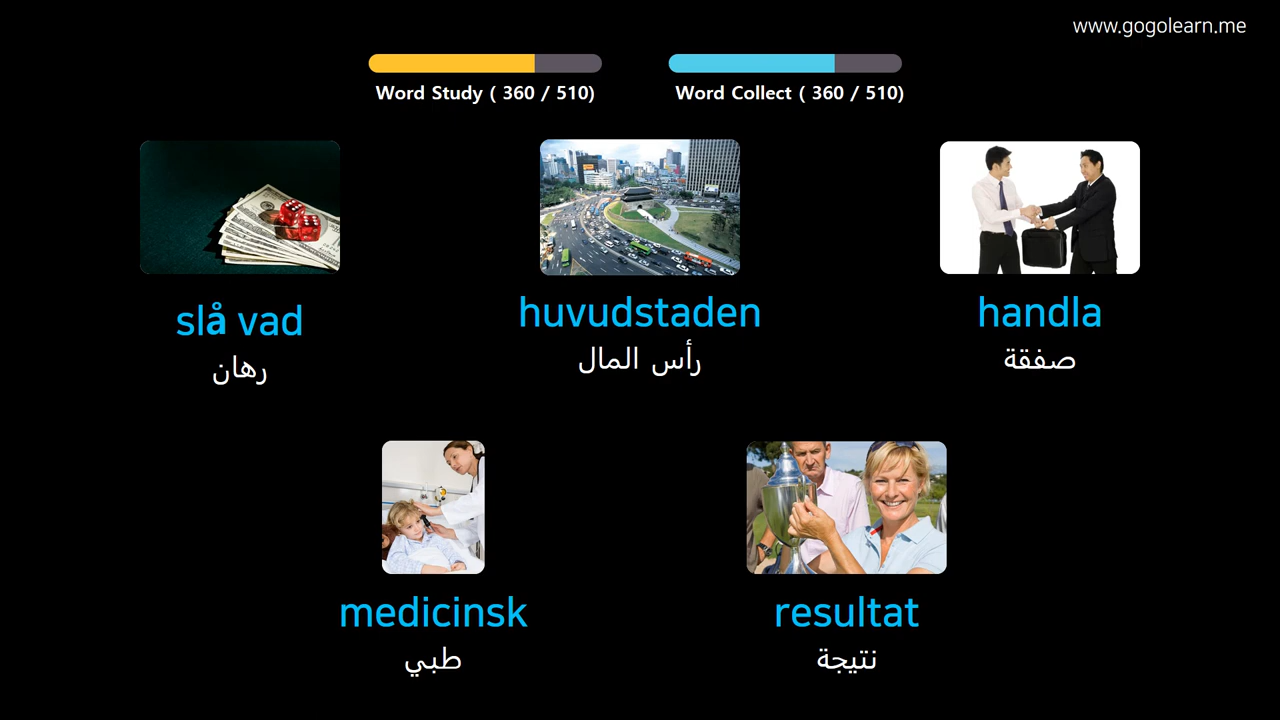 www.gogolearn.me
Word Study ( 360 / 510)
Word Collect ( 360 / 510)
slå vad
رهان
huvudstaden
رأس المال
handla
صفقة
medicinsk
طبي
resultat
نتيجة